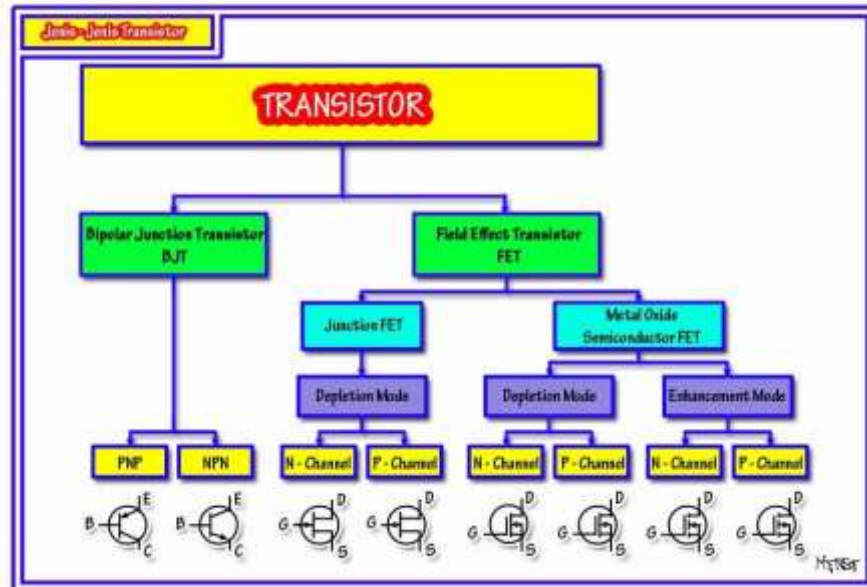 Jenis - Jenis Transistor
TRANSISTOR
Bipolar Junction Transistor
BJT
Field Effect Transistor
FET
Junction FET
Metal Oxide
Semiconductor FET
Depletion Mode
Depletion Mode
Enhancement Mode
PNP
NPN
N - Channel
P - Channel
N - Channel
P - Channel
N - Channel
P - Channel
B E C
B E C
G D S
G D S
G D S
G D S
G D S
G D S